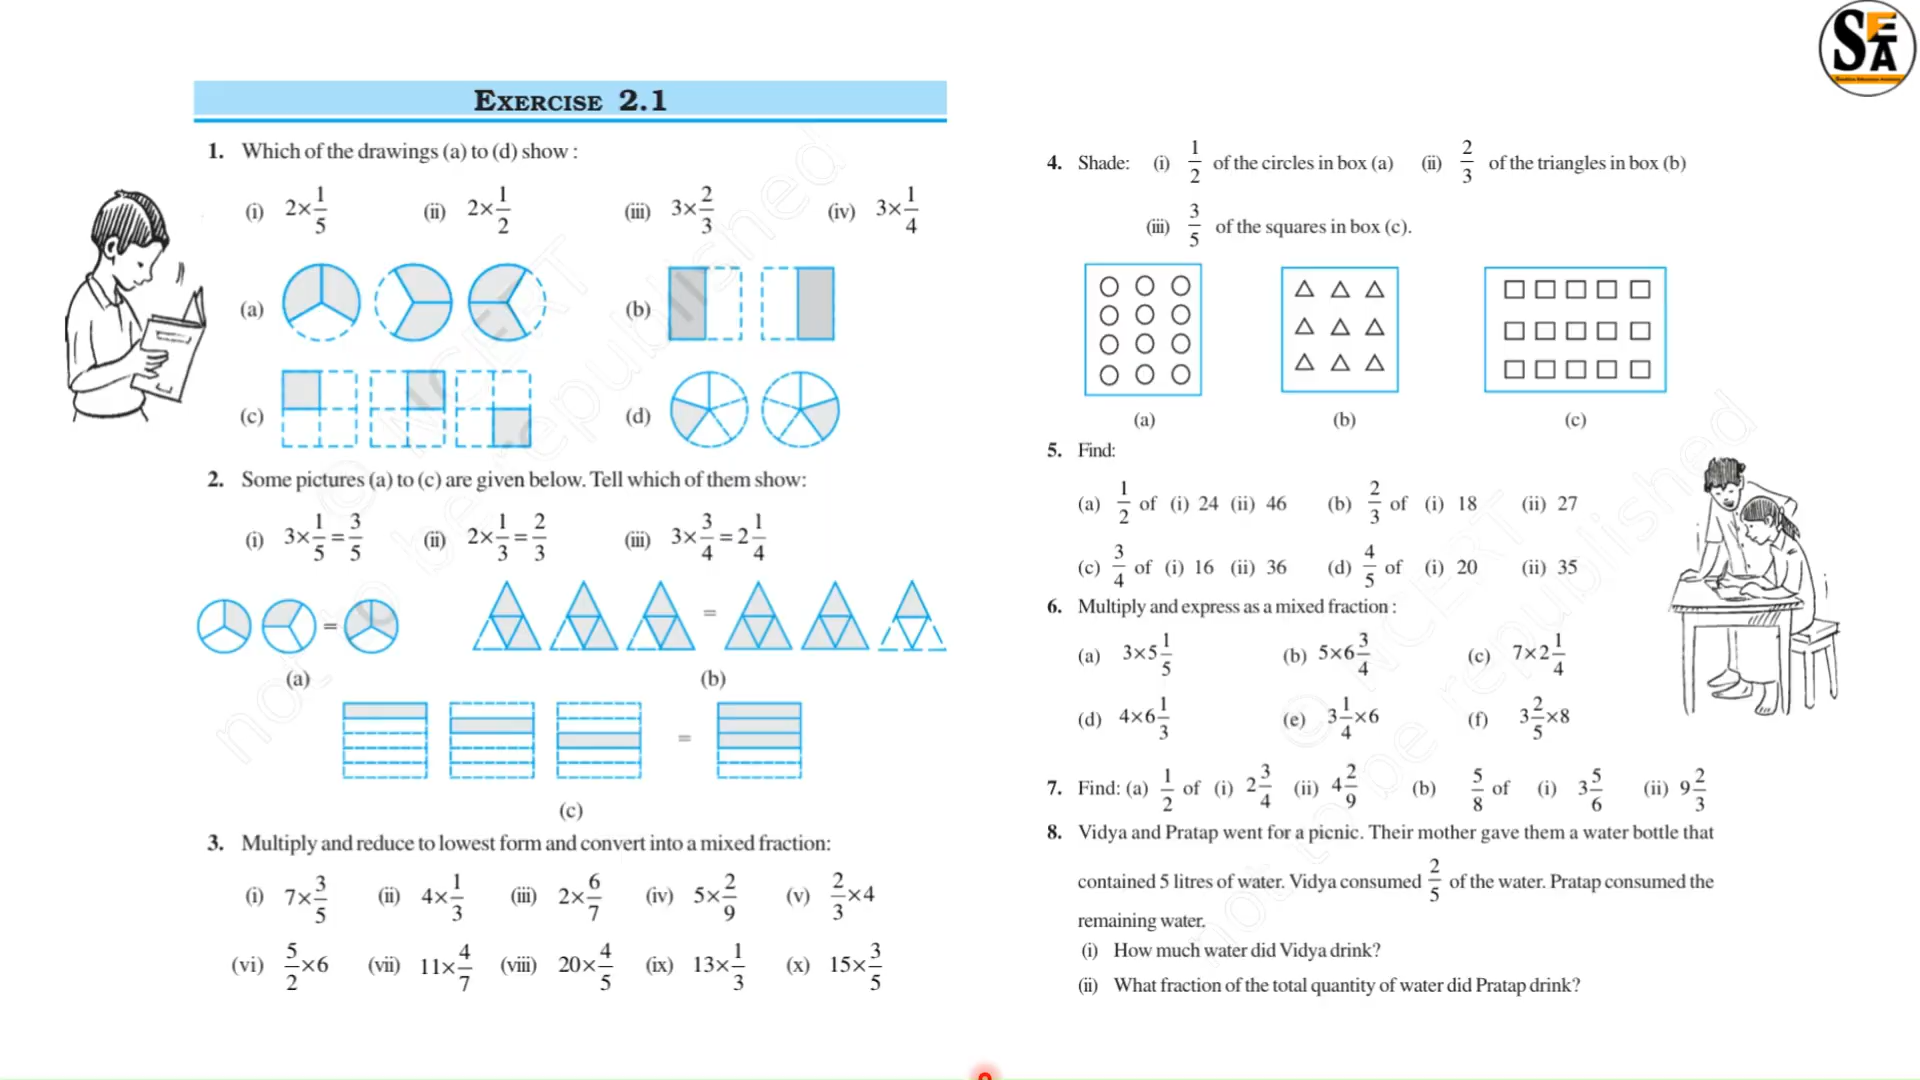 EXERCISE 2.1
1. Which of the drawings (a) to (d) show :
(i) 2×1/5 (ii) 2×1/2 (iii) 3×2/3 (iv) 3×1/4
(a) (b)
(c) (d)
2. Some pictures (a) to (c) are given below. Tell which of them show:
(i) 3×1/5=3/5 (ii) 2×1/3=2/3 (iii) 3×3/4=2 1/4
= =
(a) (b)
=
(c)
3. Multiply and reduce to lowest form and convert into a mixed fraction:
(i) 7×3/5 (ii) 4×1/3 (iii) 2×6/7 (iv) 5×2/9 (v) 2/3×4
(vi) 5/2×6 (vii) 11×4/7 (viii) 20×4/5 (ix) 13×1/3 (x) 15×3/5
4. Shade: (i) 1/2 of the circles in box (a) (ii) 2/3 of the triangles in box (b)
(iii) 3/5 of the squares in box (c).
(a) (b) (c)
5. Find:
(a) 1/2 of (i) 24 (ii) 46 (b) 2/3 of (i) 18 (ii) 27
(c) 3/4 of (i) 16 (ii) 36 (d) 4/5 of (i) 20 (ii) 35
6. Multiply and express as a mixed fraction :
(a) 3×5 1/5 (b) 5×6 3/4 (c) 7×2 1/4
(d) 4×6 1/3 (e) 3 1/4×6 (f) 3 2/5×8
7. Find: (a) 1/2 of (i) 2 3/4 (ii) 4 2/9 (b) 5/8 of (i) 3 5/6 (ii) 9 2/3
8. Vidya and Pratap went for a picnic. Their mother gave them a water bottle that
contained 5 litres of water. Vidya consumed 2/5 of the water. Pratap consumed the
remaining water.
(i) How much water did Vidya drink?
(ii) What fraction of the total quantity of water did Pratap drink?
© NCERT
not to be republished
© NCERT
not to be republished
SEA